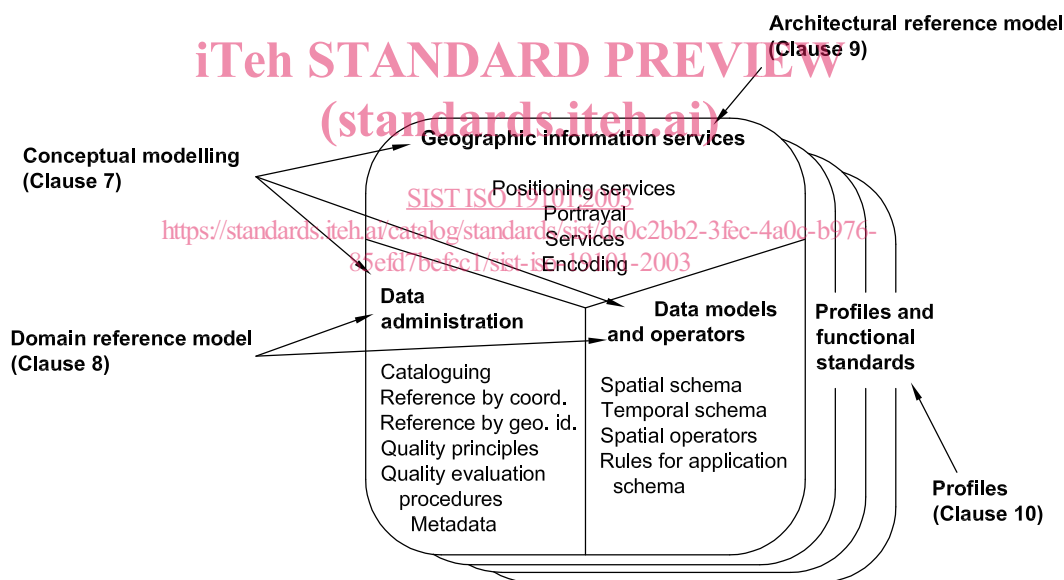 Architectural reference model
(Clause 9)
iTeh STANDARD PREVIEW
(standards.iteh.ai)
Geographic information services
Conceptual modelling
(Clause 7)
Positioning services
SIST ISO 19101:2003
Portrayal
https://standards.iteh.ai/catalog/standards/sist/dc0c2bb2-3fec-4a0c-b976-
Services
85efd7befcc1/sist-iso-19101-2003
Encoding
Data
administration
Data models
and operators
Profiles and
functional
standards
Domain reference model
(Clause 8)
Cataloguing
Reference by coord.
Reference by geo. id.
Quality principles
Quality evaluation
procedures
Metadata
Spatial schema
Temporal schema
Spatial operators
Rules for application
schema
Profiles
(Clause 10)